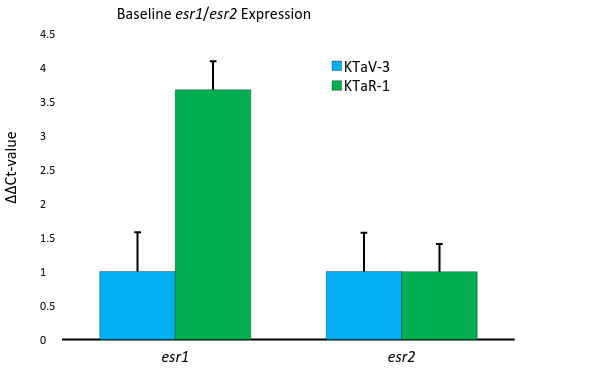 Baseline esr1/esr2 Expression
4.5
4
3.5
3
2.5
2
1.5
1
0.5
0
ΔΔCt-value
KTaV-3
KTaR-1
esr1
esr2